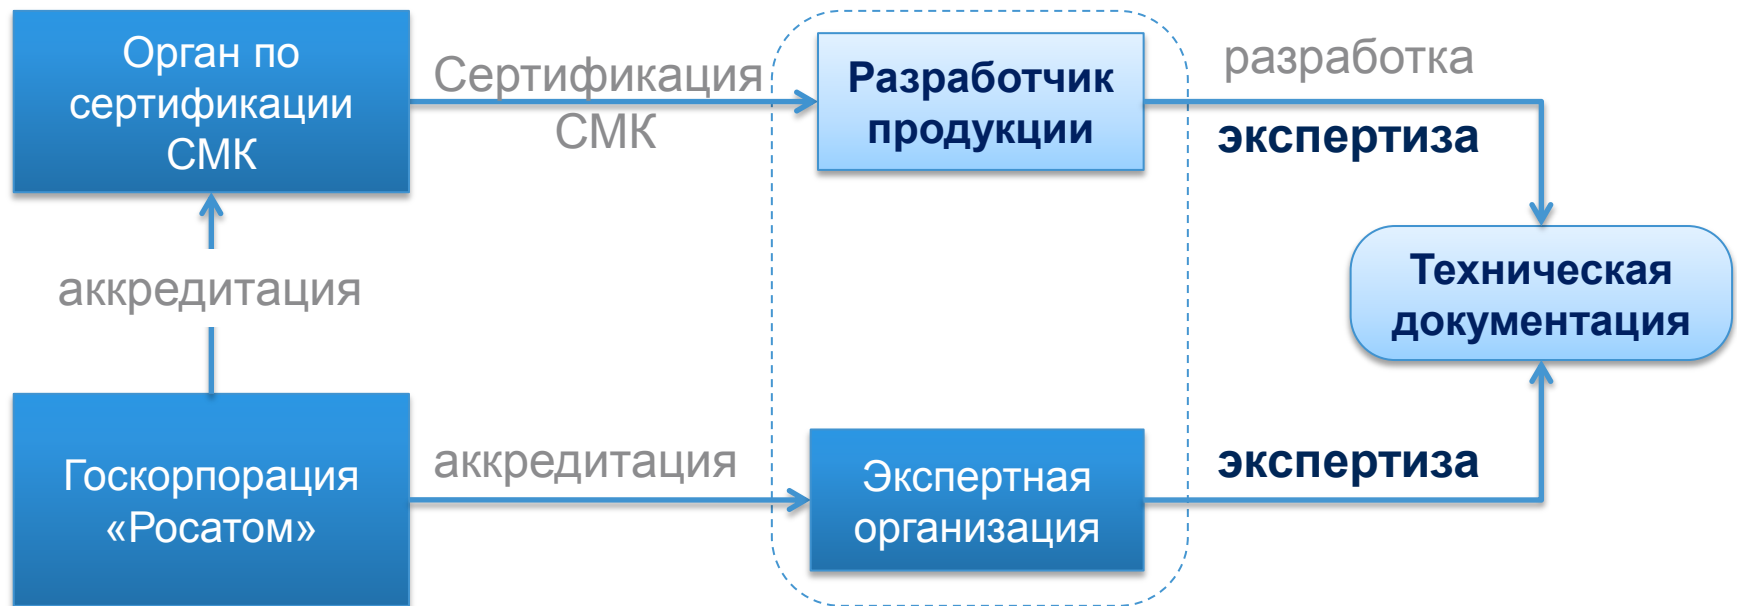 Орган по
сертификации
СМК
Сертификация
СМК
Разработчик
продукции
разработка
экспертиза
аккредитация
Техническая
документация
Госкорпорация
«Росатом»
аккредитация
Экспертная
организация
экспертиза